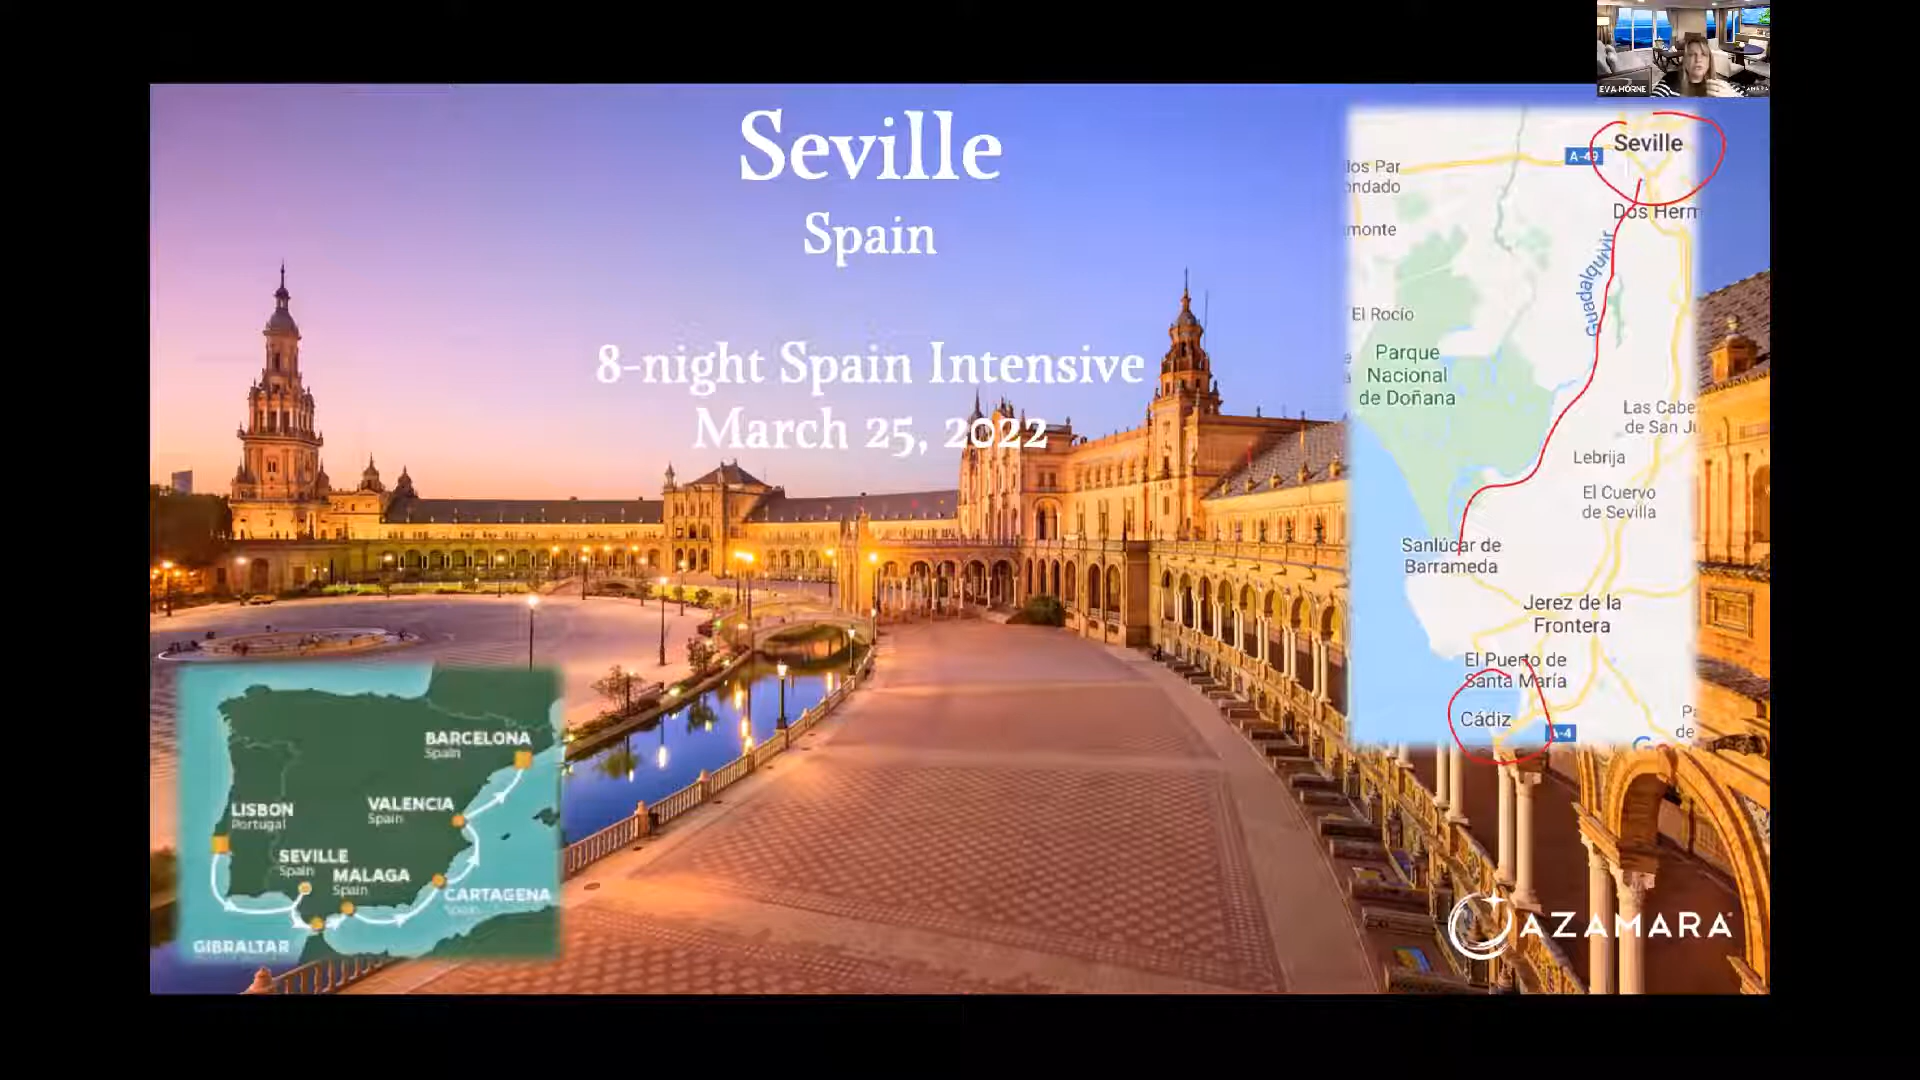 EVA HORNE
Seville
Spain
8-night Spain Intensive
March 25, 2022
A-49
Seville
Dos Herm
ondado
monte
Guadalquivir
El Rocío
Parque
Nacional
de Doñana
Las Cabe
de San Ju
Lebrija
El Cuervo
de Sevilla
Sanlúcar de
Barrameda
Jerez de la
Frontera
El Puerto de
Santa María
Cádiz
A-4
BARCELONA
Spain
VALENCIA
Spain
LISBON
Portugal
SEVILLE
Spain
MALAGA
Spain
CARTAGENA
Spain
GIBRALTAR
AZAMARA